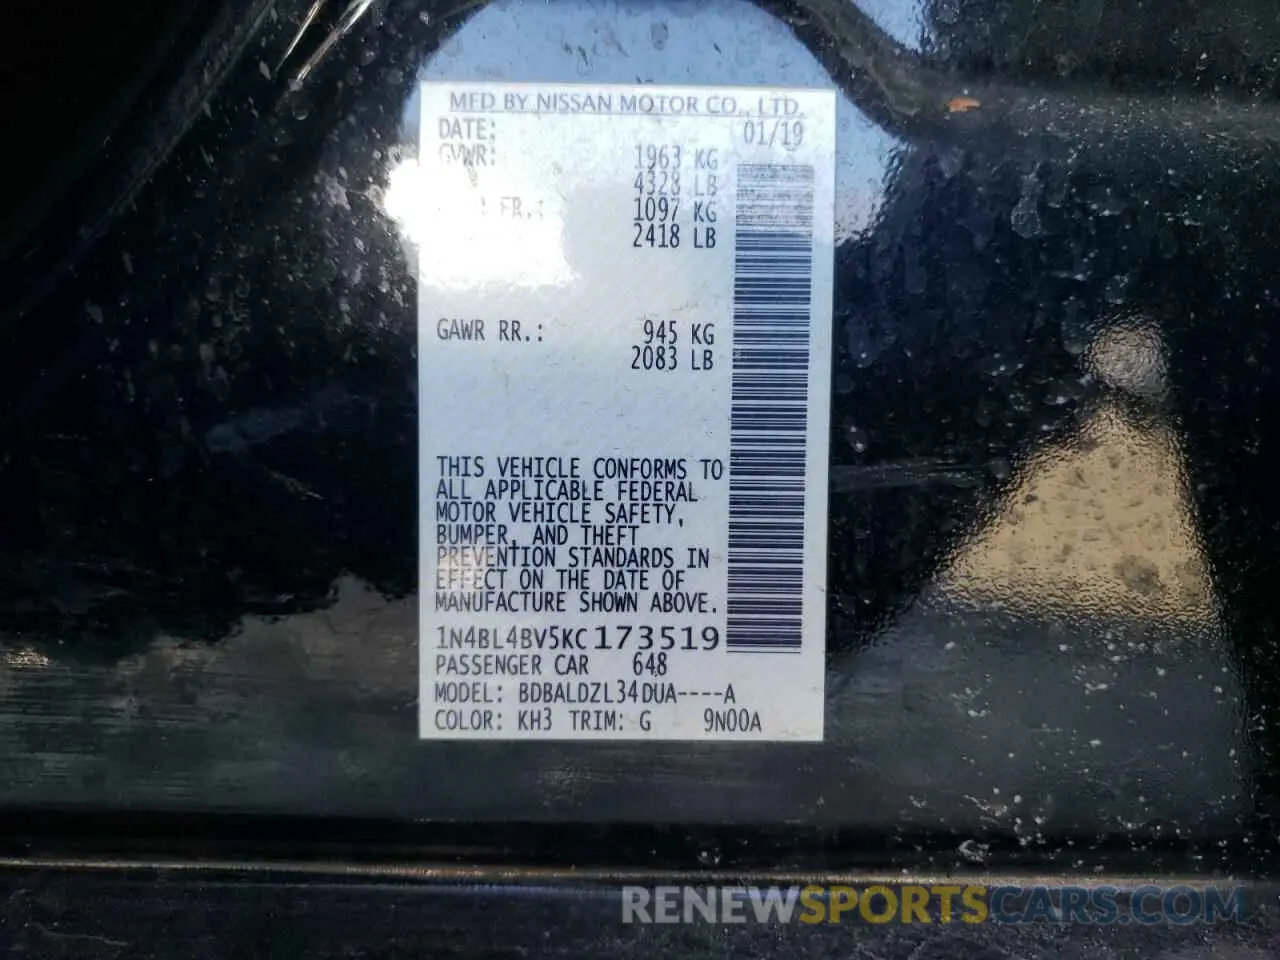 MFD BY NISSAN MOTOR CO., LTD.
DATE: 01/19
GVWR: 1963 KG
4328 LB
FR.: 1097 KG
2418 LB
GAWR RR.: 945 KG
2083 LB
THIS VEHICLE CONFORMS TO
ALL APPLICABLE FEDERAL
MOTOR VEHICLE SAFETY,
BUMPER, AND THEFT
PREVENTION STANDARDS IN
EFFECT ON THE DATE OF
MANUFACTURE SHOWN ABOVE.
1N4BL4BV5KC173519
PASSENGER CAR 648
MODEL: BDBALDZL34DUA----A
COLOR: KH3 TRIM: G 9N00A
RENEWSPORTSCARS.COM